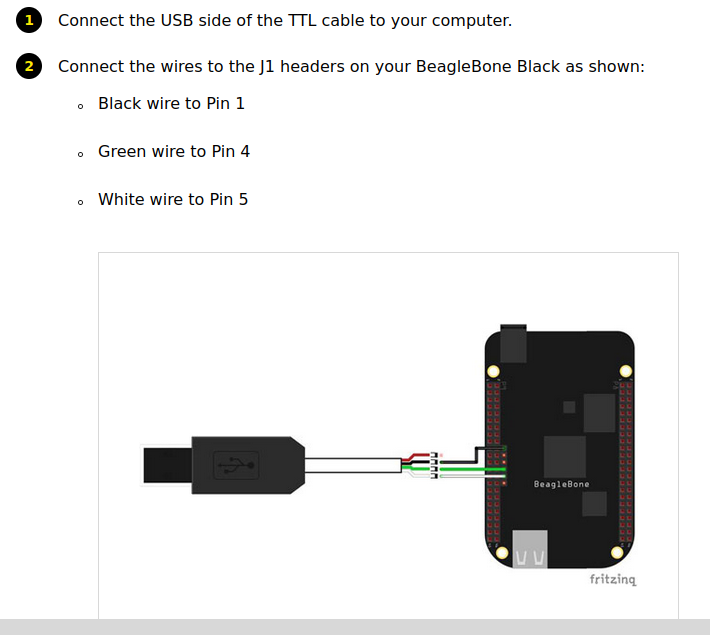 1 Connect the USB side of the TTL cable to your computer.
2 Connect the wires to the J1 headers on your BeagleBone Black as shown:
Black wire to Pin 1
Green wire to Pin 4
White wire to Pin 5
BeagleBone
fritzing